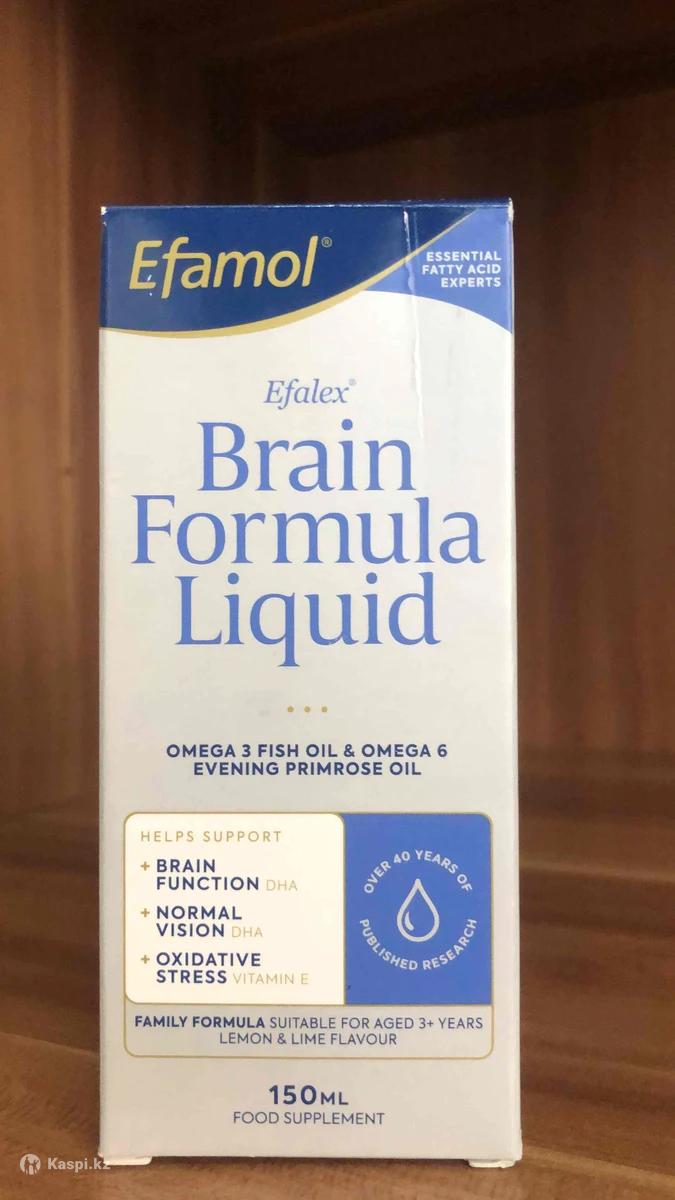 Efamol®
ESSENTIAL
FATTY ACID
EXPERTS
Efalex®
Brain
Formula
Liquid
OMEGA 3 FISH OIL & OMEGA 6
EVENING PRIMROSE OIL
HELPS SUPPORT
+ BRAIN
FUNCTION DHA
+ NORMAL
VISION DHA
+ OXIDATIVE
STRESS VITAMIN E
OVER 40 YEARS OF
PUBLISHED RESEARCH
FAMILY FORMULA SUITABLE FOR AGED 3+ YEARS
LEMON & LIME FLAVOUR
150ML
FOOD SUPPLEMENT
Kaspi.kz